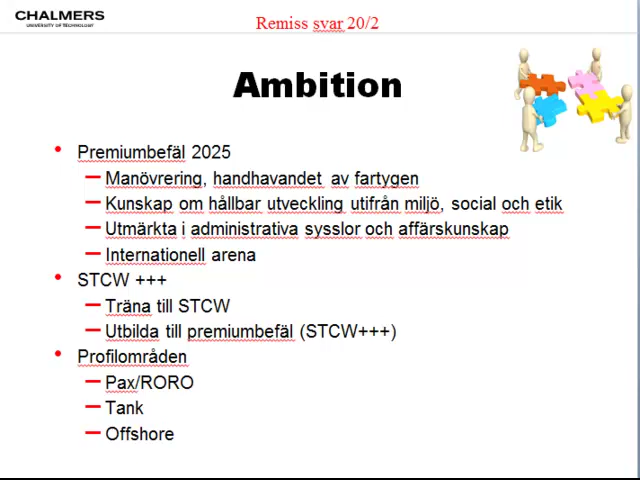 CHALMERS
UNIVERSITY OF TECHNOLOGY
Remiss svar 20/2
Ambition
• Premiumbefäl 2025
– Manövrering, handhavandet av fartygen
– Kunskap om hållbar utveckling utifrån miljö, social och etik
– Utmärkta i administrativa sysslor och affärskunskap
– Internationell arena
• STCW +++
– Träna till STCW
– Utbilda till premiumbefäl (STCW+++)
• Profilområden
– Pax/RORO
– Tank
– Offshore